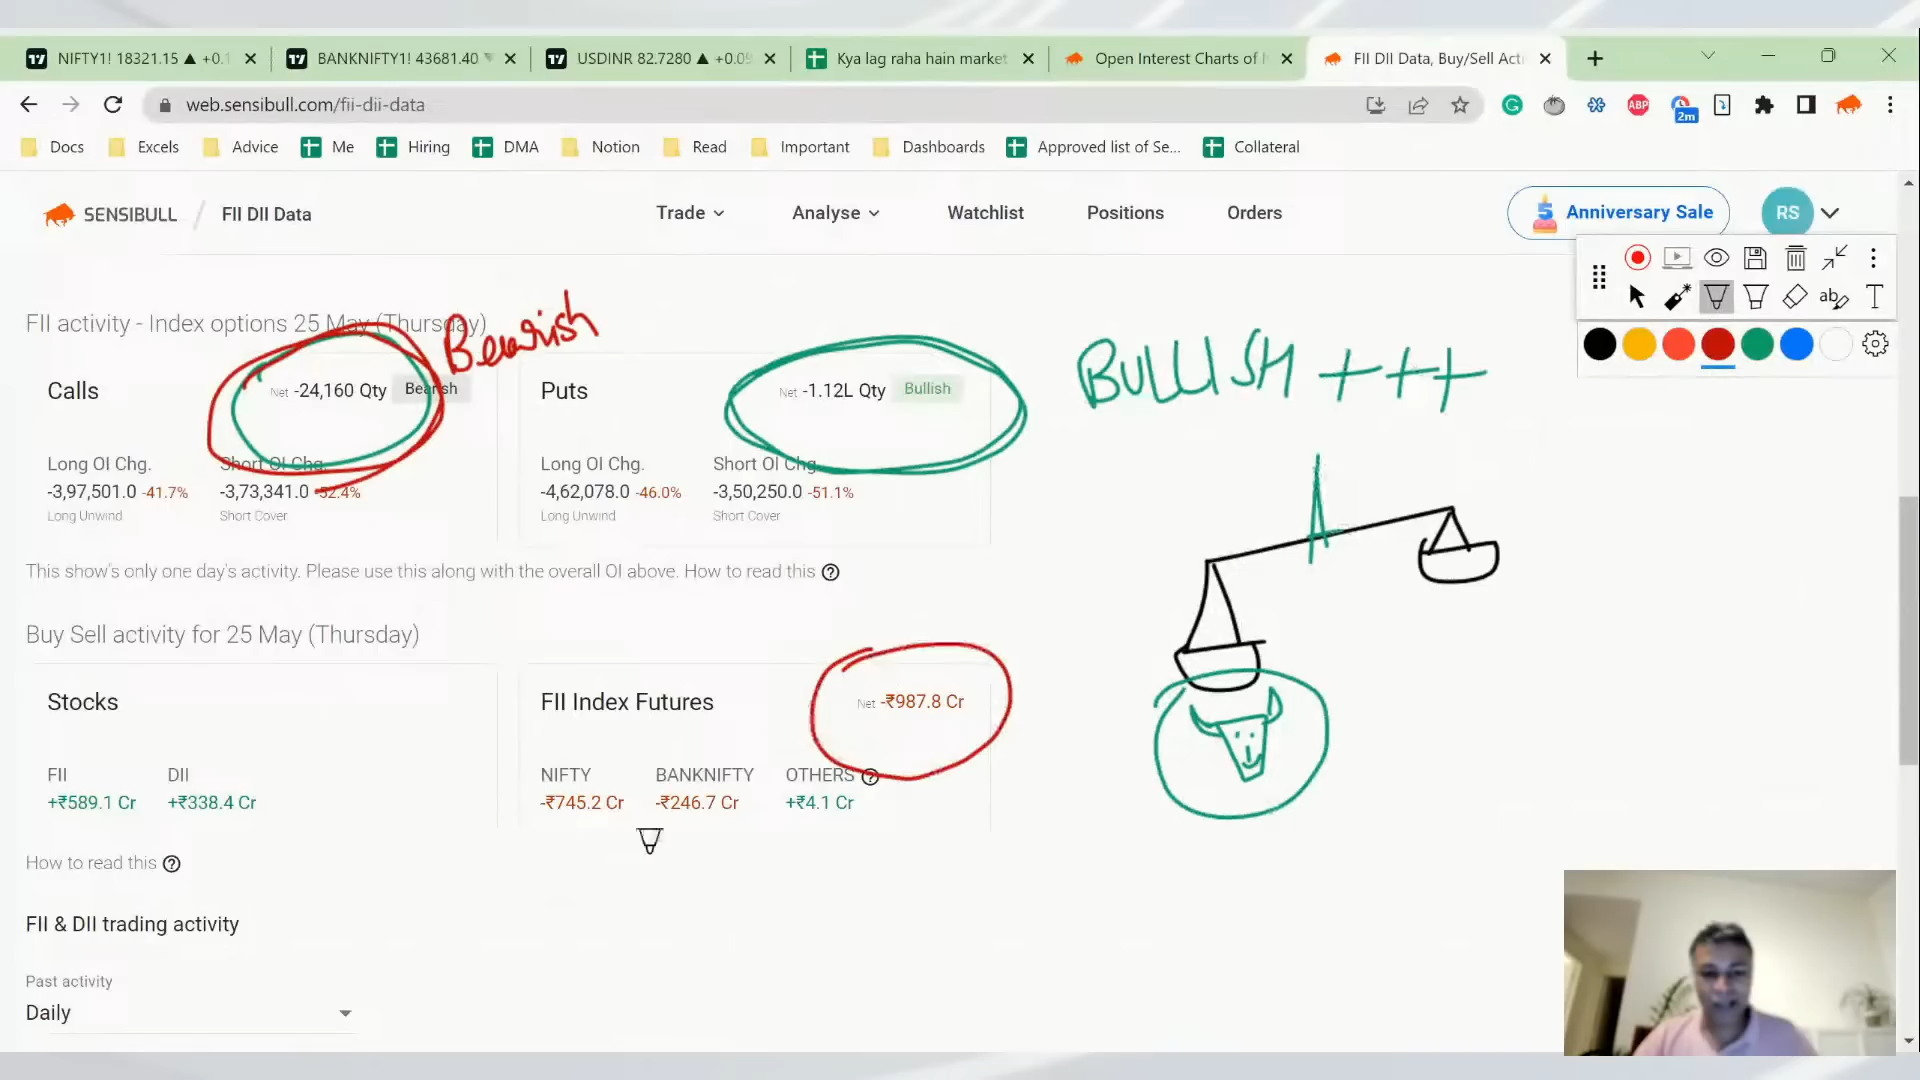 NIFTY1! 18321.15 ▲ +0.1
BANKNIFTY1! 43681.40 ▼
USDINR 82.7280 ▲ +0.05
Kya lag raha hain market
Open Interest Charts of
FII DII Data, Buy/Sell Acti
web.sensibull.com/fii-dii-data
ABP
2m
Docs
Excels
Advice
Me
Hiring
DMA
Notion
Read
Important
Dashboards
Approved list of Se...
Collateral
SENSIBULL / FII DII Data
Trade
Analyse
Watchlist
Positions
Orders
5 Anniversary Sale
RS
FII activity - Index options 25 May (Thursday)
Bearish
BULLISH +++
Calls
Net -24,160 Qty Bearish
Puts
Net -1.12L Qty Bullish
Long OI Chg.
Short OI Chg.
Long OI Chg.
Short OI Chg.
-3,97,501.0 -41.7%
-3,73,341.0 -52.4%
-4,62,078.0 -46.0%
-3,50,250.0 -51.1%
Long Unwind
Short Cover
Long Unwind
Short Cover
This show's only one day's activity. Please use this along with the overall OI above. How to read this ?
Buy Sell activity for 25 May (Thursday)
Stocks
FII Index Futures
Net -₹987.8 Cr
FII
DII
NIFTY
BANKNIFTY
OTHERS ?
+₹589.1 Cr
+₹338.4 Cr
-₹745.2 Cr
-₹246.7 Cr
+₹4.1 Cr
How to read this ?
FII & DII trading activity
Past activity
Daily